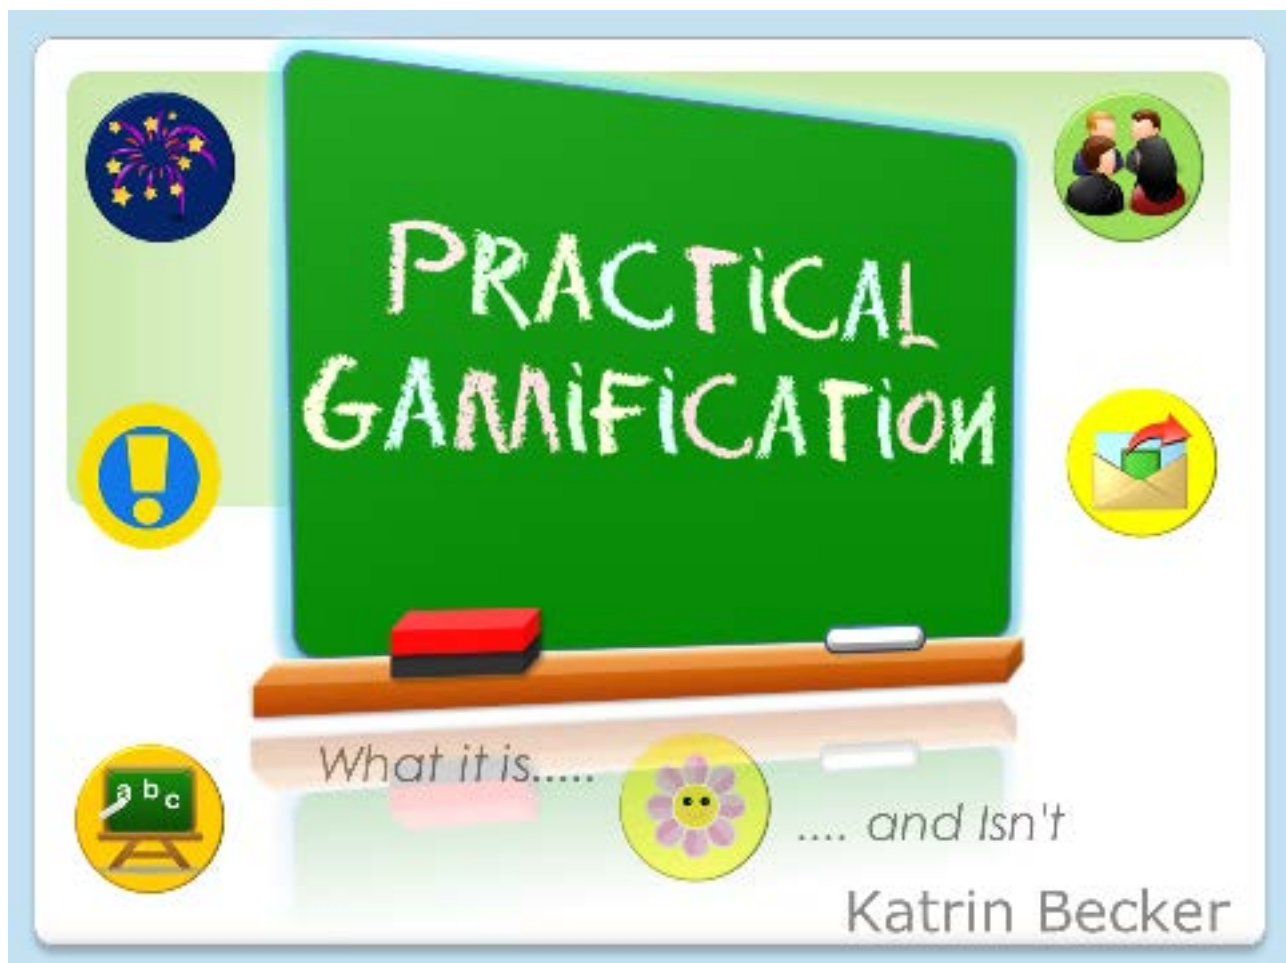 PRACTiCAL
GAMiFiCATiON
a b c
What it is.....
.... and Isn't
Katrin Becker